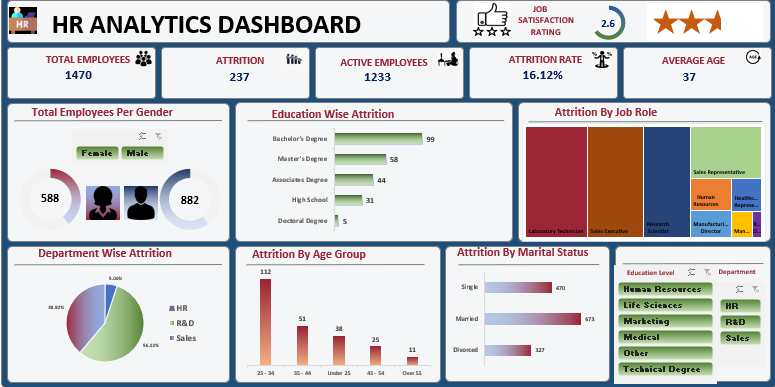 HR
HR ANALYTICS DASHBOARD
JOB
SATISFACTION
RATING
2.6
TOTAL EMPLOYEES
1470
ATTRITION
237
ACTIVE EMPLOYEES
1233
ATTRITION RATE
16.12%
AVERAGE AGE
37
AGE
Total Employees Per Gender
Female Male
588
882
Education Wise Attrition
Bachelor's Degree 99
Master's Degree 58
Associates Degree 44
High School 31
Doctoral Degree 5
Attrition By Job Role
Laboratory Technician
Sales Executive
Research
Scientist
Sales Representative
Human
Resources
Healthc...
Represe...
Manufacturi...
Director
Man...
Department Wise Attrition
5.06%
38.82%
56.12%
HR
R&D
Sales
Attrition By Age Group
112
51
38
25
11
25 - 34 35 - 44 Under 25 45 - 54 Over 55
Attrition By Marital Status
Single 470
Married 673
Divorced 327
Education Level
Human Resources
Life Sciences
Marketing
Medical
Other
Technical Degree
Department
HR
R&D
Sales